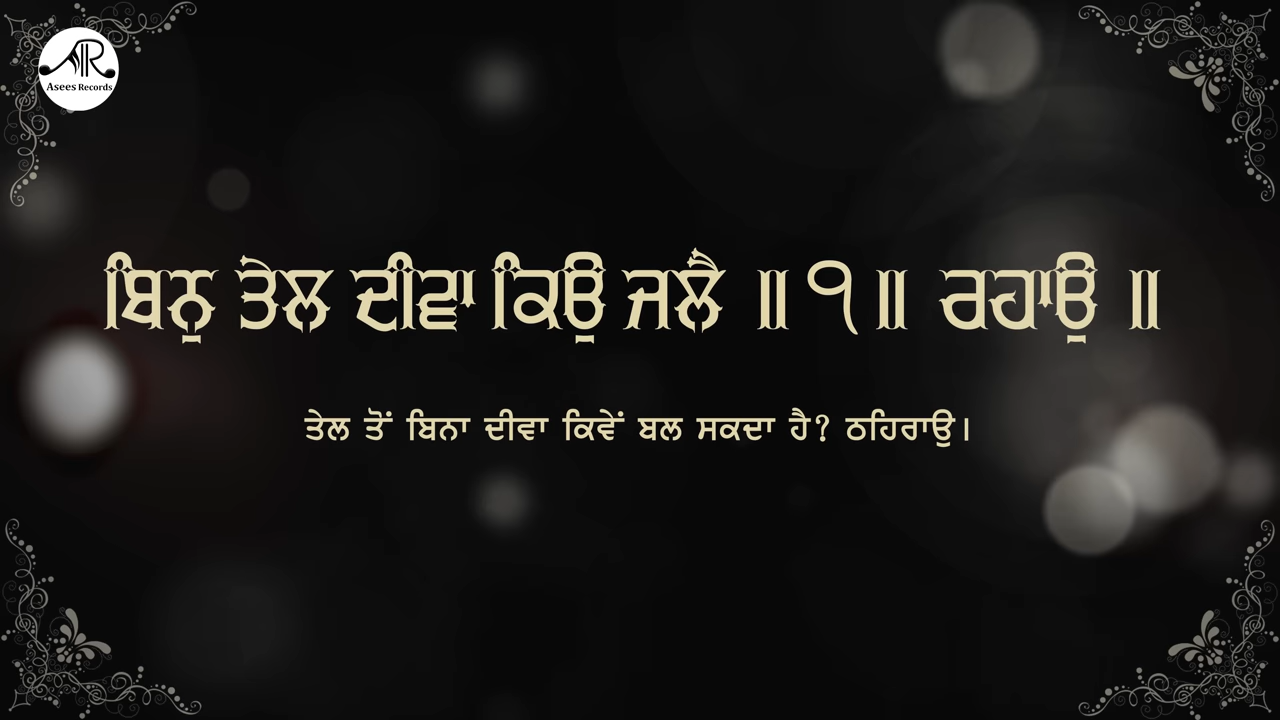 Asees Records
ਬਿਨੁ ਤੇਲ ਦੀਵਾ ਕਿਉ ਜਲੈ ॥੧॥ ਰਹਾਉ ॥
ਤੇਲ ਤੋਂ ਬਿਨਾ ਦੀਵਾ ਕਿਵੇਂ ਬਲ ਸਕਦਾ ਹੈ? ਠਹਿਰਾਉ।